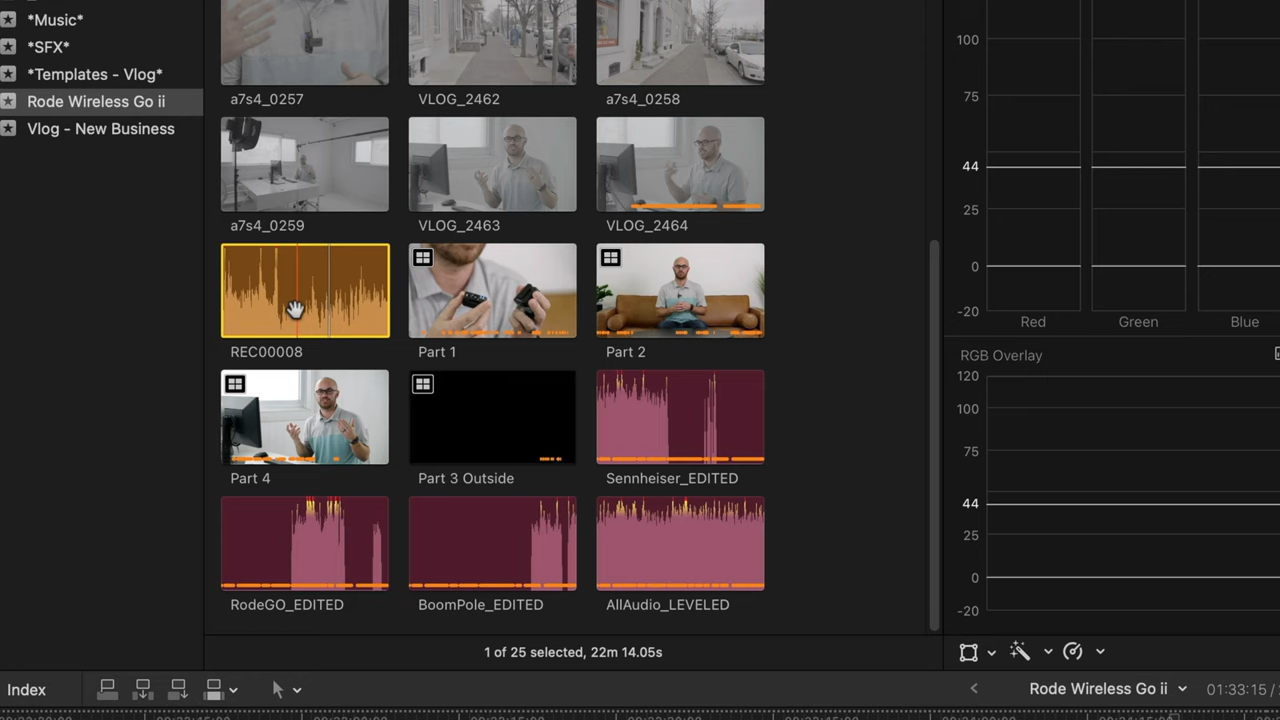 *Music*
*SFX*
*Templates - Vlog*
Rode Wireless Go ii
Vlog - New Business
a7s4_0257
VLOG_2462
a7s4_0258
a7s4_0259
VLOG_2463
VLOG_2464
REC00008
Part 1
Part 2
Part 4
Part 3 Outside
Sennheiser_EDITED
RodeGO_EDITED
BoomPole_EDITED
AllAudio_LEVELED
1 of 25 selected, 22m 14.05s
100
75
44
25
0
-20
Red
Green
Blue
RGB Overlay
120
100
75
44
25
0
-20
Index
Rode Wireless Go ii
01:33:15 /